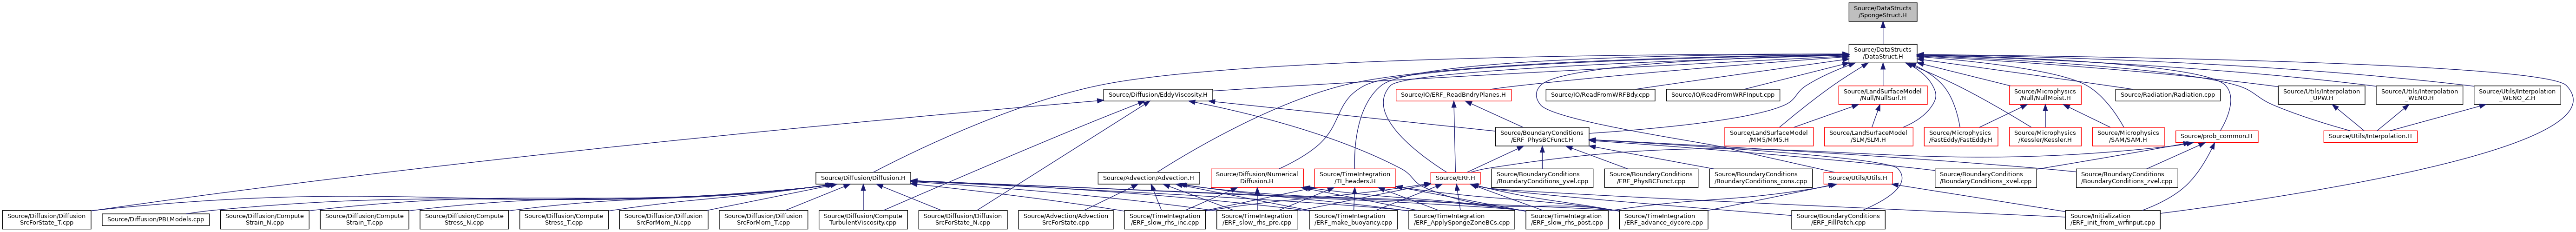 Source/DataStructs
/SpongeStruct.H
Source/DataStructs
/DataStruct.H
Source/Diffusion/EddyViscosity.H
Source/IO/ERF_ReadBndryPlanes.H
Source/IO/ReadFromWRFBdy.cpp
Source/IO/ReadFromWRFInput.cpp
Source/LandSurfaceModel
/Null/NullSurf.H
Source/Microphysics
/Null/NullMoist.H
Source/Radiation/Radiation.cpp
Source/Utils/Interpolation
_UPW.H
Source/Utils/Interpolation
_WENO.H
Source/Utils/Interpolation
_WENO_Z.H
Source/BoundaryConditions
/ERF_PhysBCFunct.H
Source/LandSurfaceModel
/MM5/MM5.H
Source/LandSurfaceModel
/SLM/SLM.H
Source/Microphysics
/FastEddy/FastEddy.H
Source/Microphysics
/Kessler/Kessler.H
Source/Microphysics
/SAM/SAM.H
Source/prob_common.H
Source/Utils/Interpolation.H
Source/Diffusion/Diffusion.H
Source/Advection/Advection.H
Source/Diffusion/Numerical
Diffusion.H
Source/TimeIntegration
/TI_headers.H
Source/ERF.H
Source/BoundaryConditions
/BoundaryConditions_yvel.cpp
Source/BoundaryConditions
/ERF_PhysBCFunct.cpp
Source/BoundaryConditions
/BoundaryConditions_cons.cpp
Source/Utils/Utils.H
Source/BoundaryConditions
/BoundaryConditions_xvel.cpp
Source/BoundaryConditions
/BoundaryConditions_zvel.cpp
Source/Diffusion/Diffusion
SrcForState_T.cpp
Source/Diffusion/PBLModels.cpp
Source/Diffusion/Compute
Strain_N.cpp
Source/Diffusion/Compute
Strain_T.cpp
Source/Diffusion/Compute
Stress_N.cpp
Source/Diffusion/Compute
Stress_T.cpp
Source/Diffusion/Diffusion
SrcForMom_N.cpp
Source/Diffusion/Diffusion
SrcForMom_T.cpp
Source/Diffusion/Compute
TurbulentViscosity.cpp
Source/Diffusion/Diffusion
SrcForState_N.cpp
Source/Advection/Advection
SrcForState.cpp
Source/TimeIntegration
/ERF_slow_rhs_inc.cpp
Source/TimeIntegration
/ERF_slow_rhs_pre.cpp
Source/TimeIntegration
/ERF_make_buoyancy.cpp
Source/TimeIntegration
/ERF_ApplySpongeZoneBCs.cpp
Source/TimeIntegration
/ERF_slow_rhs_post.cpp
Source/TimeIntegration
/ERF_advance_dycore.cpp
Source/BoundaryConditions
/ERF_FillPatch.cpp
Source/Initialization
/ERF_init_from_wrfinput.cpp